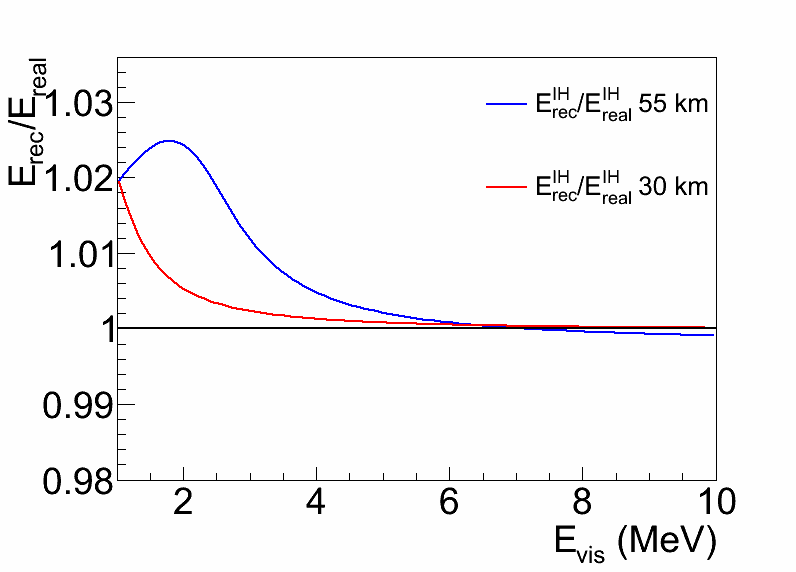 E_rec/E_real
1.03
1.02
1.01
1
0.99
0.98
E^IH_rec/E^IH_real 55 km
E^IH_rec/E^IH_real 30 km
2 4 6 8 10
E_vis (MeV)